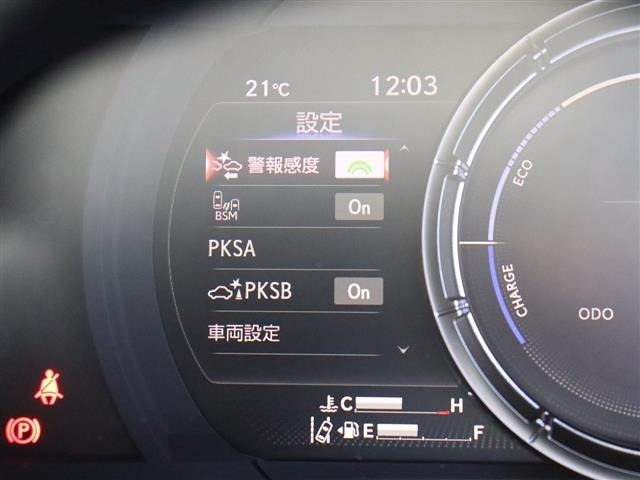 21℃ 12:03
設定
警報感度
BSM On
PKSA
PKSB On
車両設定
C H
E F
ECO
CHARGE
ODO
P